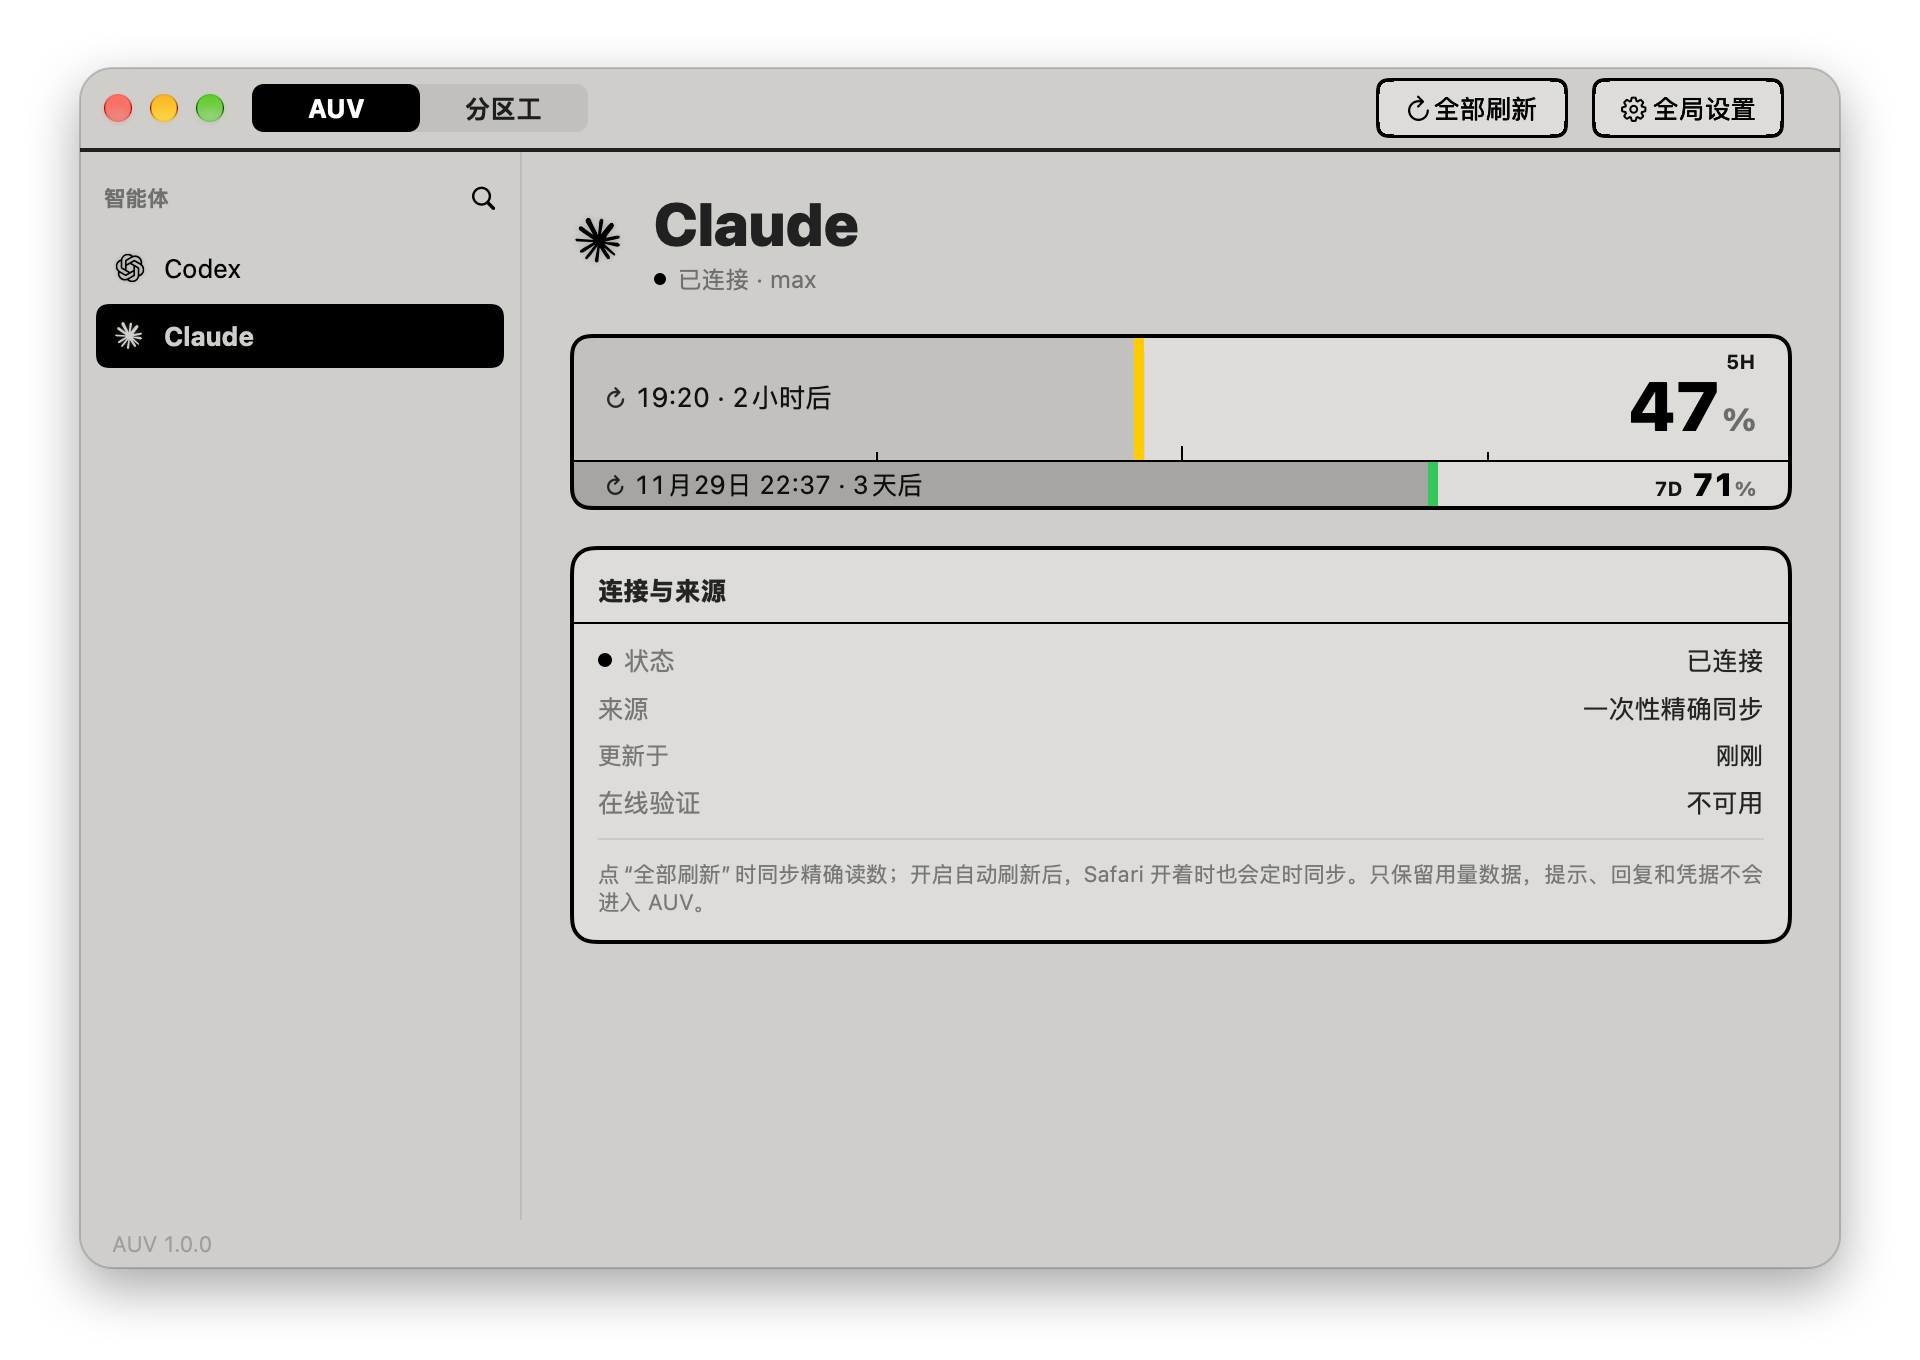 AUV
分区工
全部刷新
全局设置
智能体
Codex
Claude
Claude
已连接 · max
5H
19:20 · 2小时后
47%
11月29日 22:37 · 3天后
7D 71%
连接与来源
状态
已连接
来源
一次性精确同步
更新于
刚刚
在线验证
不可用
点 “全部刷新” 时同步精确读数；开启自动刷新后，Safari 开着时也会定时同步。只保留用量数据，提示、回复和凭据不会
进入 AUV。
AUV 1.0.0